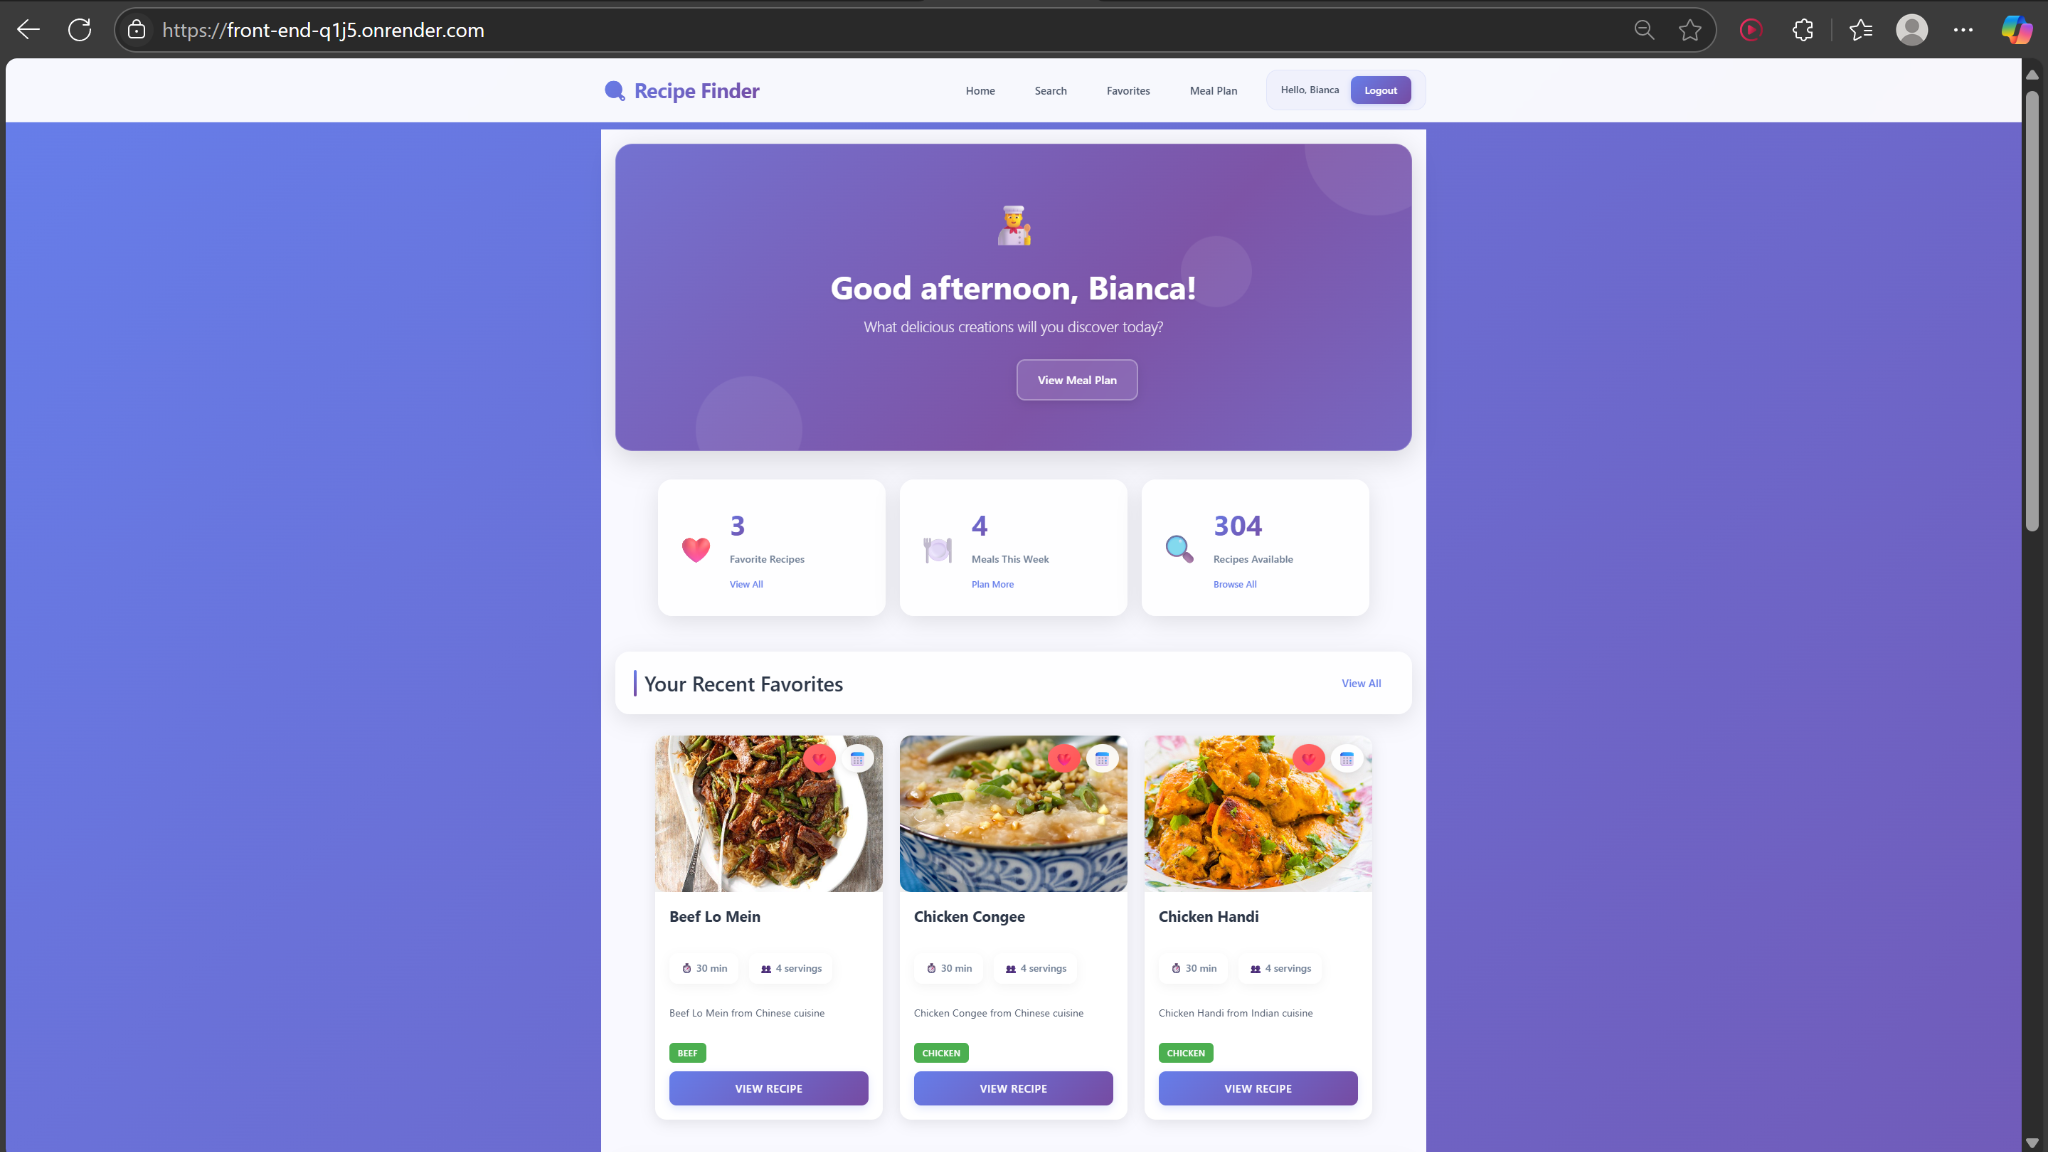 https://front-end-q1j5.onrender.com
Recipe Finder
Home
Search
Favorites
Meal Plan
Hello, Bianca
Logout
Good afternoon, Bianca!
What delicious creations will you discover today?
View Meal Plan
3
Favorite Recipes
View All
4
Meals This Week
Plan More
304
Recipes Available
Browse All
Your Recent Favorites
View All
Beef Lo Mein
30 min
4 servings
Beef Lo Mein from Chinese cuisine
BEEF
VIEW RECIPE
Chicken Congee
30 min
4 servings
Chicken Congee from Chinese cuisine
CHICKEN
VIEW RECIPE
Chicken Handi
30 min
4 servings
Chicken Handi from Indian cuisine
CHICKEN
VIEW RECIPE